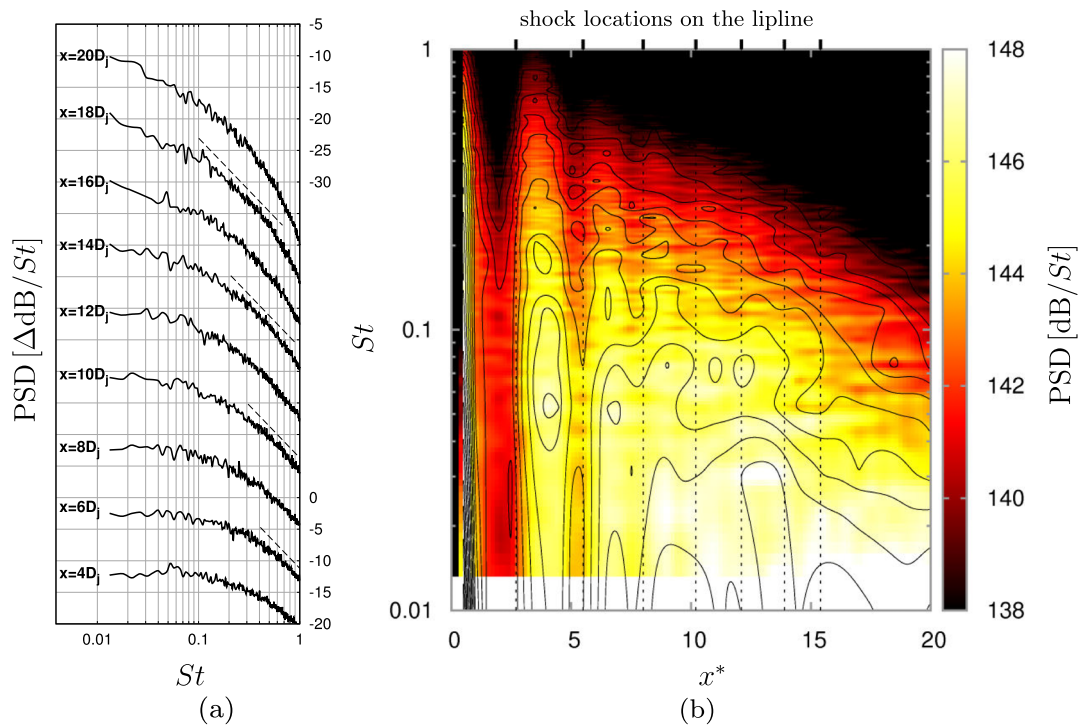 shock locations on the lipline
-5
-10
-15
-20
-25
-30
0
-5
-10
-15
-20
x=20Dj
x=18Dj
x=16Dj
x=14Dj
x=12Dj
x=10Dj
x=8Dj
x=6Dj
x=4Dj
PSD [ΔdB/St]
0.01
0.1
1
St
(a)
1
0.1
0.01
St
0
5
10
15
20
x*
(b)
148
146
144
142
140
138
PSD [dB/St]